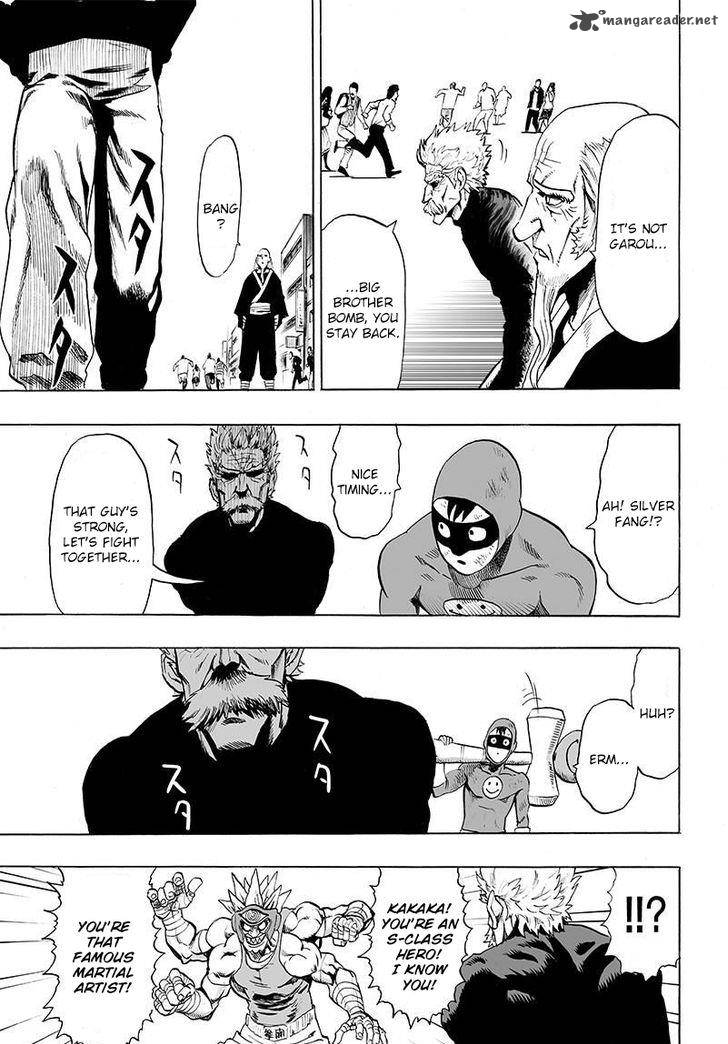 mangareader.net
IT'S NOT
GAROU...
...BIG
BROTHER
BOMB, YOU
STAY BACK.
BANG
?
スタ
スタ
AH! SILVER
FANG!?
NICE
TIMING...
スタ
スタ
THAT GUY'S
STRONG,
LET'S FIGHT
TOGETHER...
HUH?
ERM...
スタ
スタ
!!?
KAKAKA!
YOU'RE AN
S-CLASS
HERO!
I KNOW
YOU!
YOU'RE
THAT
FAMOUS
MARTIAL
ARTIST!